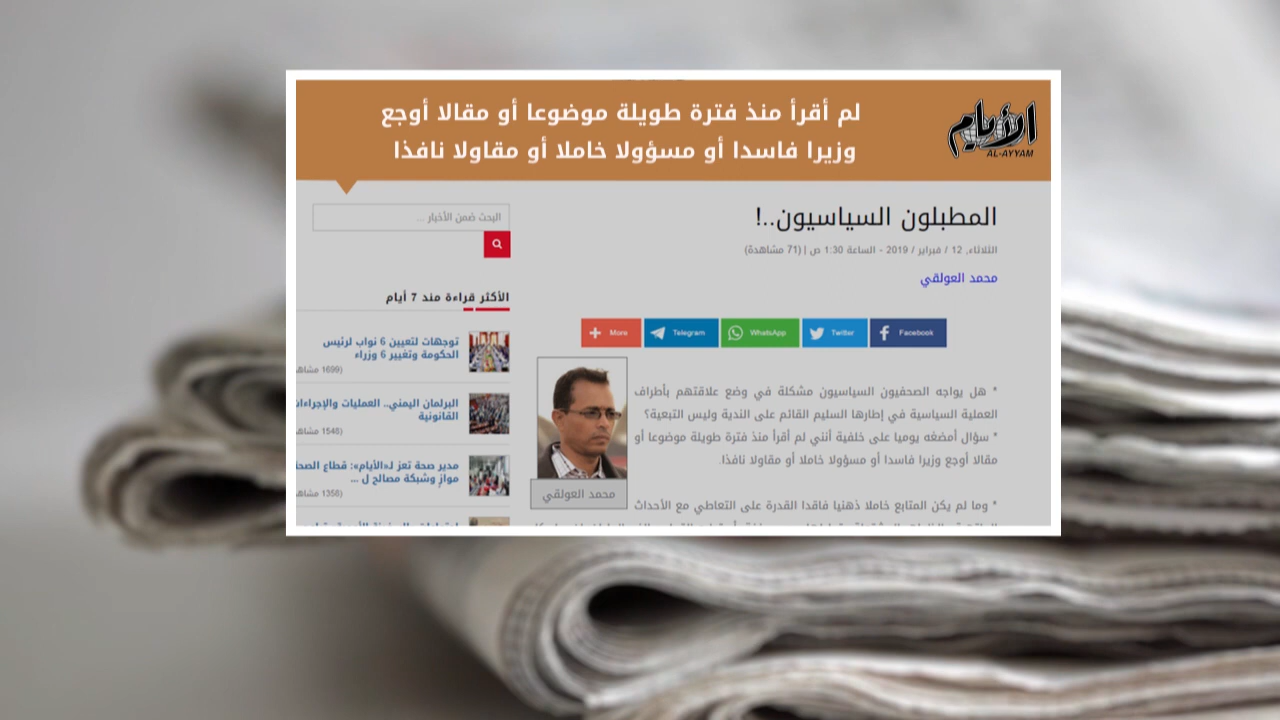 لم أقرأ منذ فترة طويلة موضوعا أو مقالا أوجع
وزيرا فاسدا أو مسؤولا خاملا أو مقاولا نافذا
الأيام
AL-AYYAM
المطبلون السياسيون..!
الثلاثاء, 12 / فبراير / 2019 - الساعة 1:30 ص | (71 مشاهدة)
محمد العولقي
More
Telegram
WhatsApp
Twitter
Facebook
* هل يواجه الصحفيون السياسيون مشكلة في وضع علاقتهم بأطراف
العملية السياسية في إطارها السليم القائم على الندية وليس التبعية؟
* سؤال أمضغه يوميا على خلفية أنني لم أقرأ منذ فترة طويلة موضوعا أو
مقالا أوجع وزيرا فاسدا أو مسؤولا خاملا أو مقاولا نافذا.
* وما لم يكن المتابع خاملا ذهنيا فاقدا القدرة على التعاطي مع الأحداث
محمد العولقي
البحث ضمن الأخبار ...
الأكثر قراءة منذ 7 أيام
توجهات لتعيين 6 نواب لرئيس
الحكومة وتغيير 6 وزراء
(1699
البرلمان اليمني.. العمليات والإجراءات
القانونية
(1548
مدير صحة تعز لـ«الأيام»: قطاع
مواز وشبكة مصالح ل ...
(1358